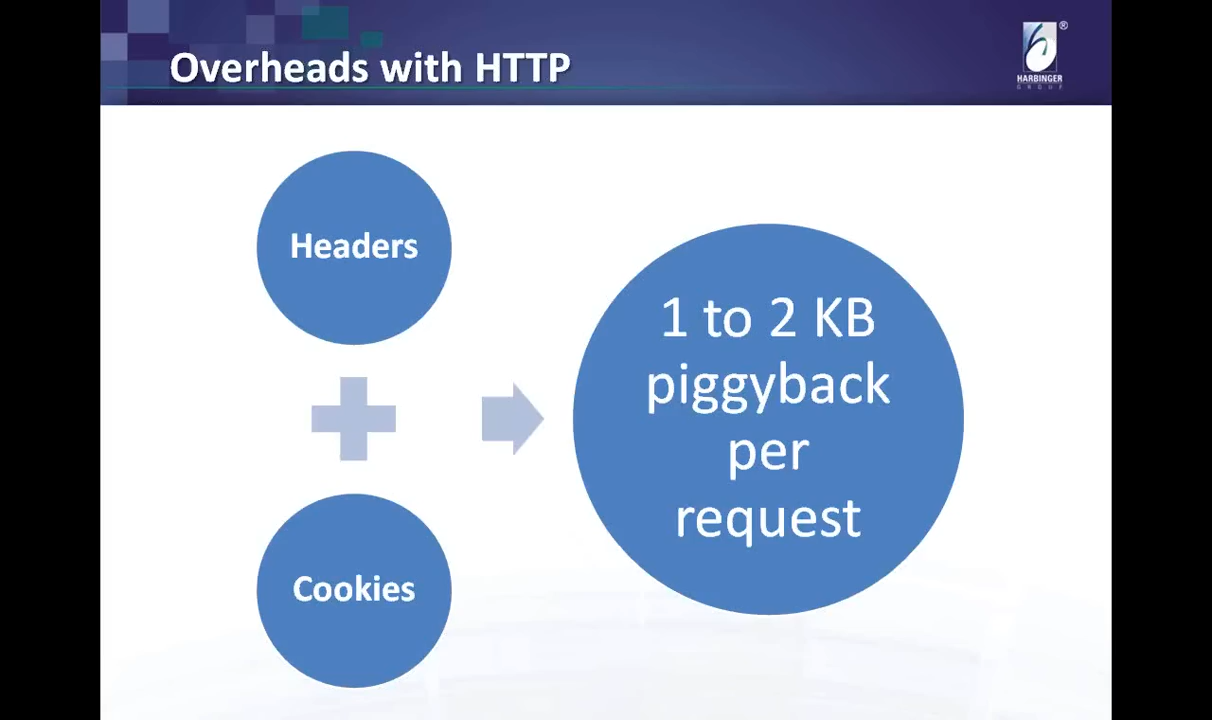 Overheads with HTTP
®
HARBINGER
GROUP
Headers
Cookies
1 to 2 KB
piggyback
per
request